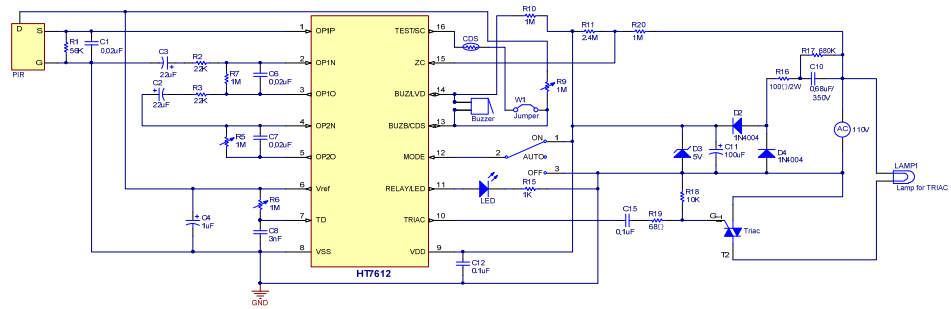 D
S
G
PIR
R1
56K
C1
0,02uF
C3
22uF
R2
22K
C2
22uF
R3
22K
R7
1M
C6
0,02uF
R5
1M
C7
0,02uF
C4
1uF
R6
1M
C8
3nF
GND
1 OP1P
2 OP1N
3 OP1O
4 OP2N
5 OP2O
6 Vref
7 TD
8 VSS
TEST/SC 16
ZC 15
BUZ/LVD 14
BUZB/CDS 13
MODE 12
RELAY/LED 11
TRIAC 10
VDD 9
HT7612
CDS
R10
1M
R11
2.4M
R20
1M
R9
1M
W1
Jumper
Buzzer
ON
1
2
AUTO
OFF
3
LED
R15
1K
C12
0.1uF
C15
0,1uF
R19
68Ω
R18
10K
D3
5V
C11
100uF
D2
1N4004
D4
1N4004
R16
100Ω/2W
R17 680K
C10
0,68uF/
350V
AC
110V
G
Triac
T2
LAMP1
Lamp for TRIAC